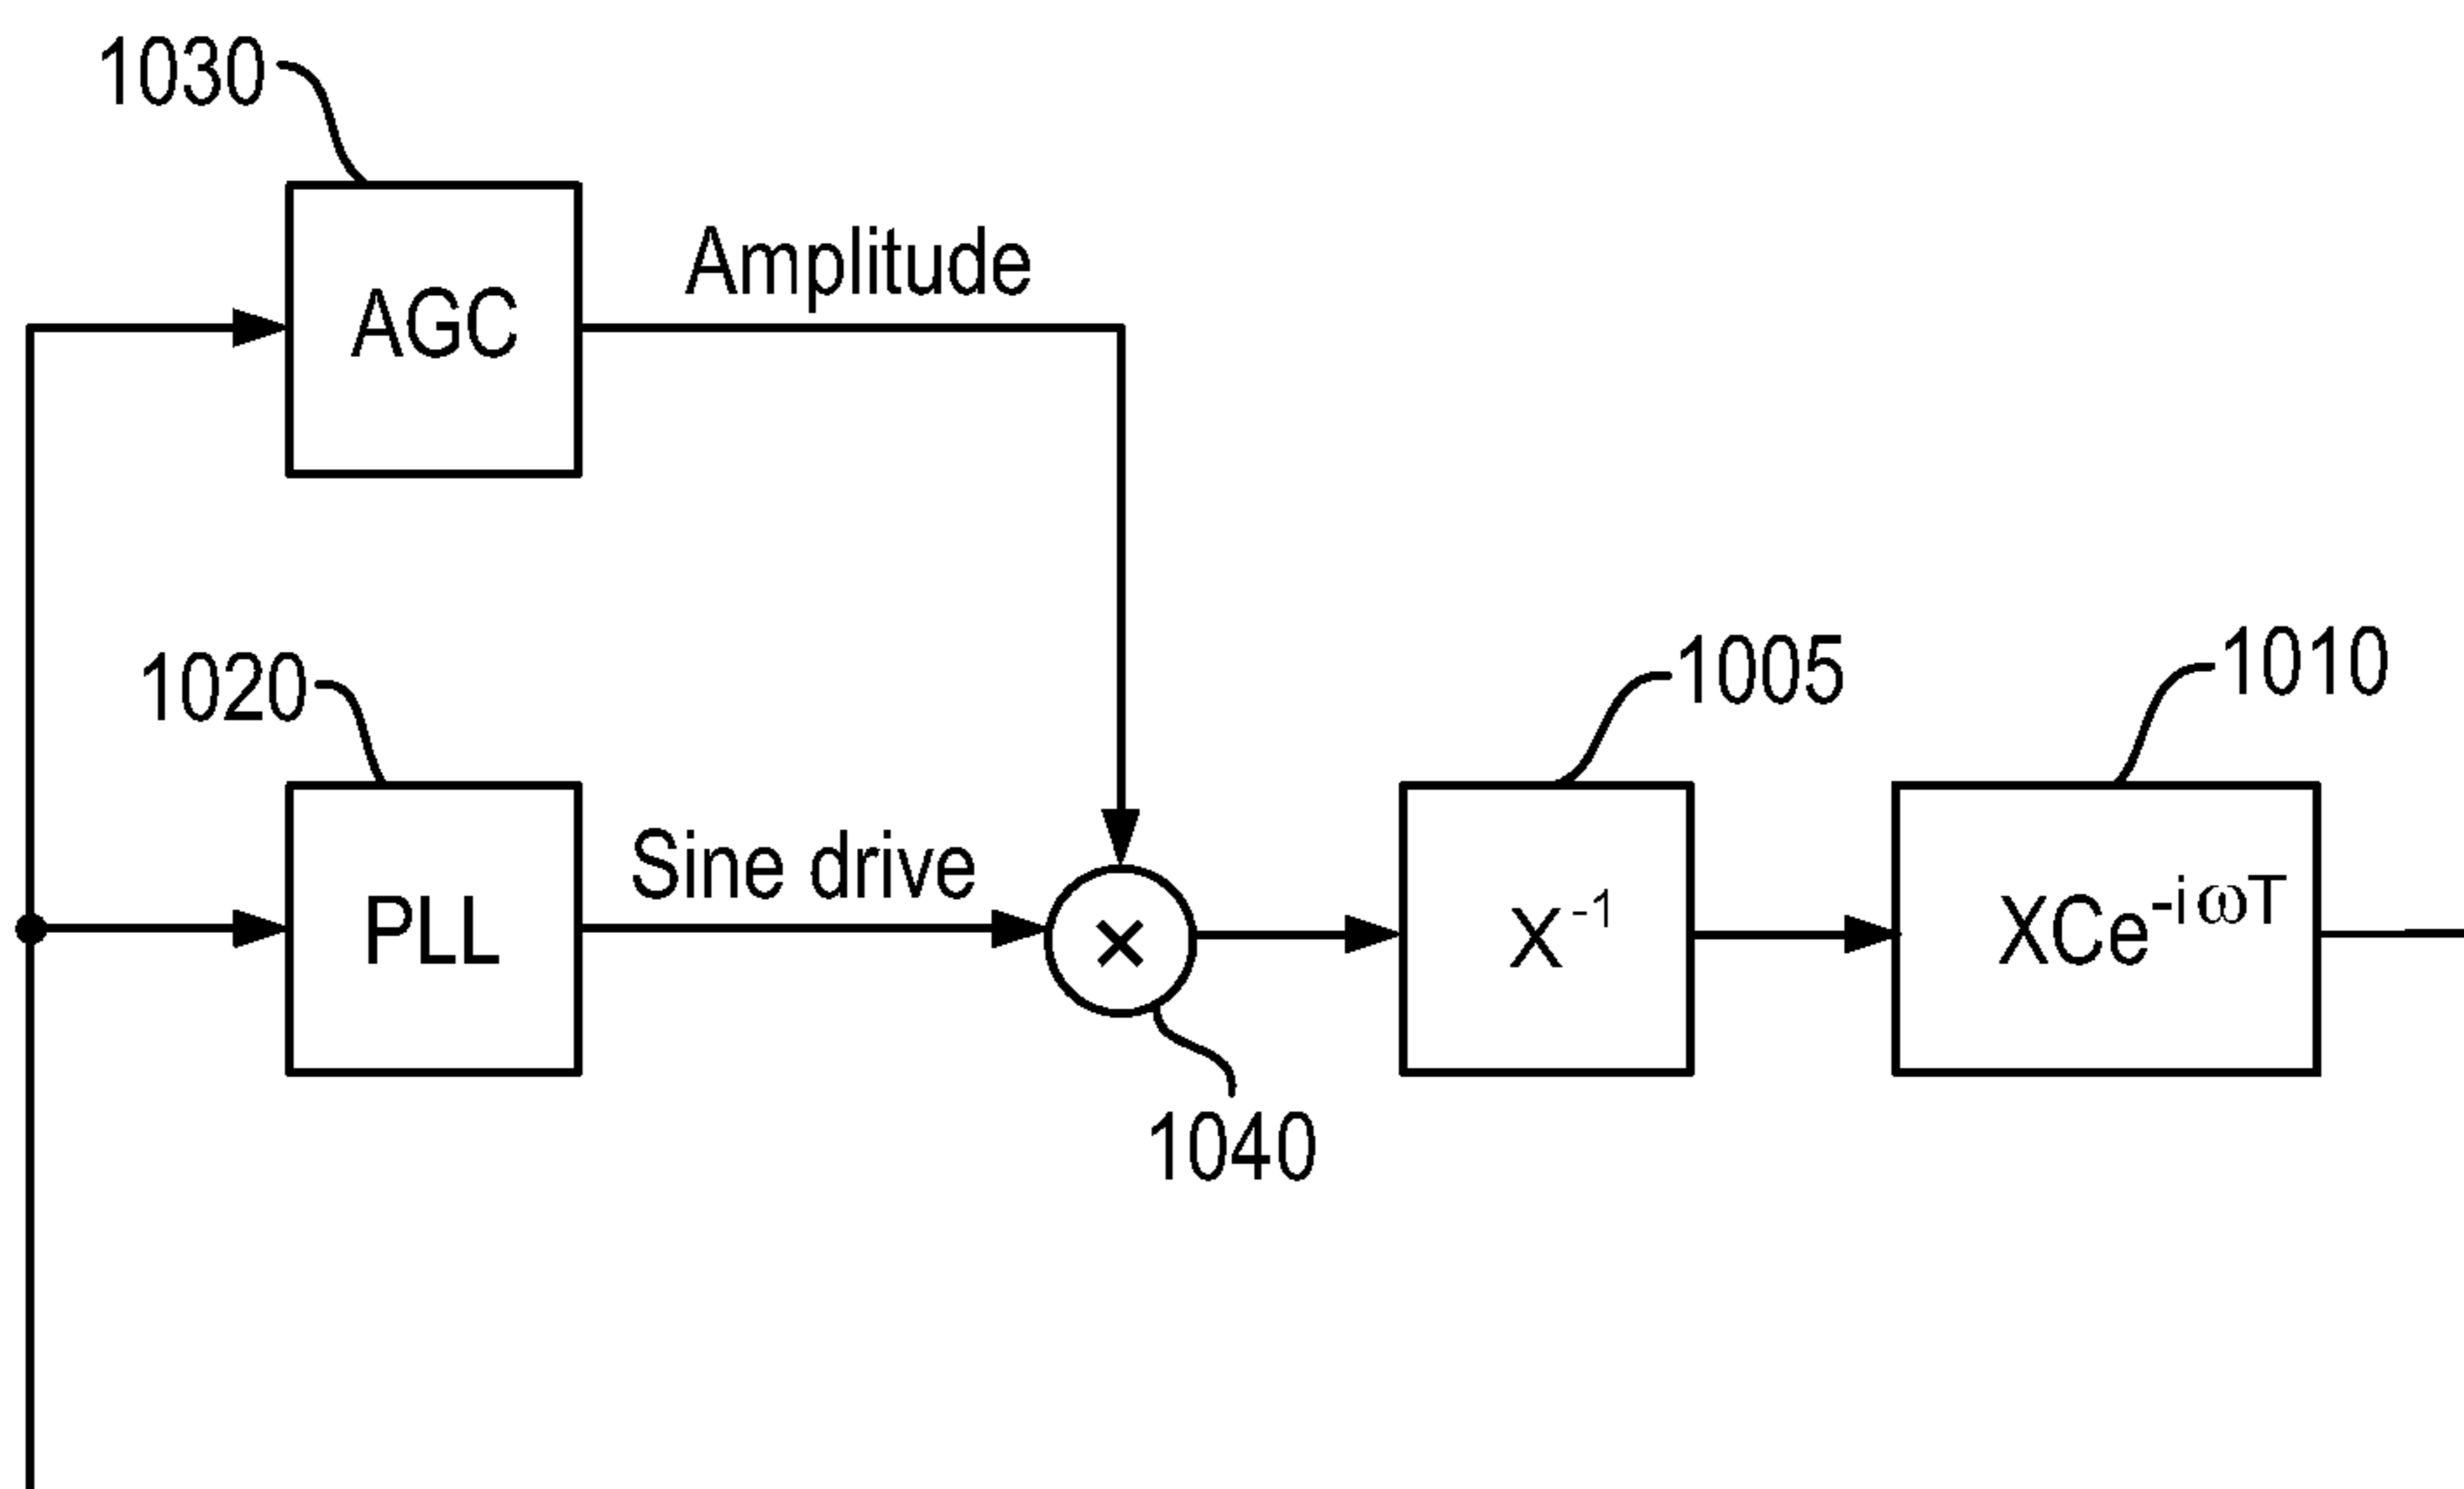 1030
AGC
Amplitude
1020
PLL
Sine drive
×
1040
1005
X⁻¹
1010
XCe^{-iωT}